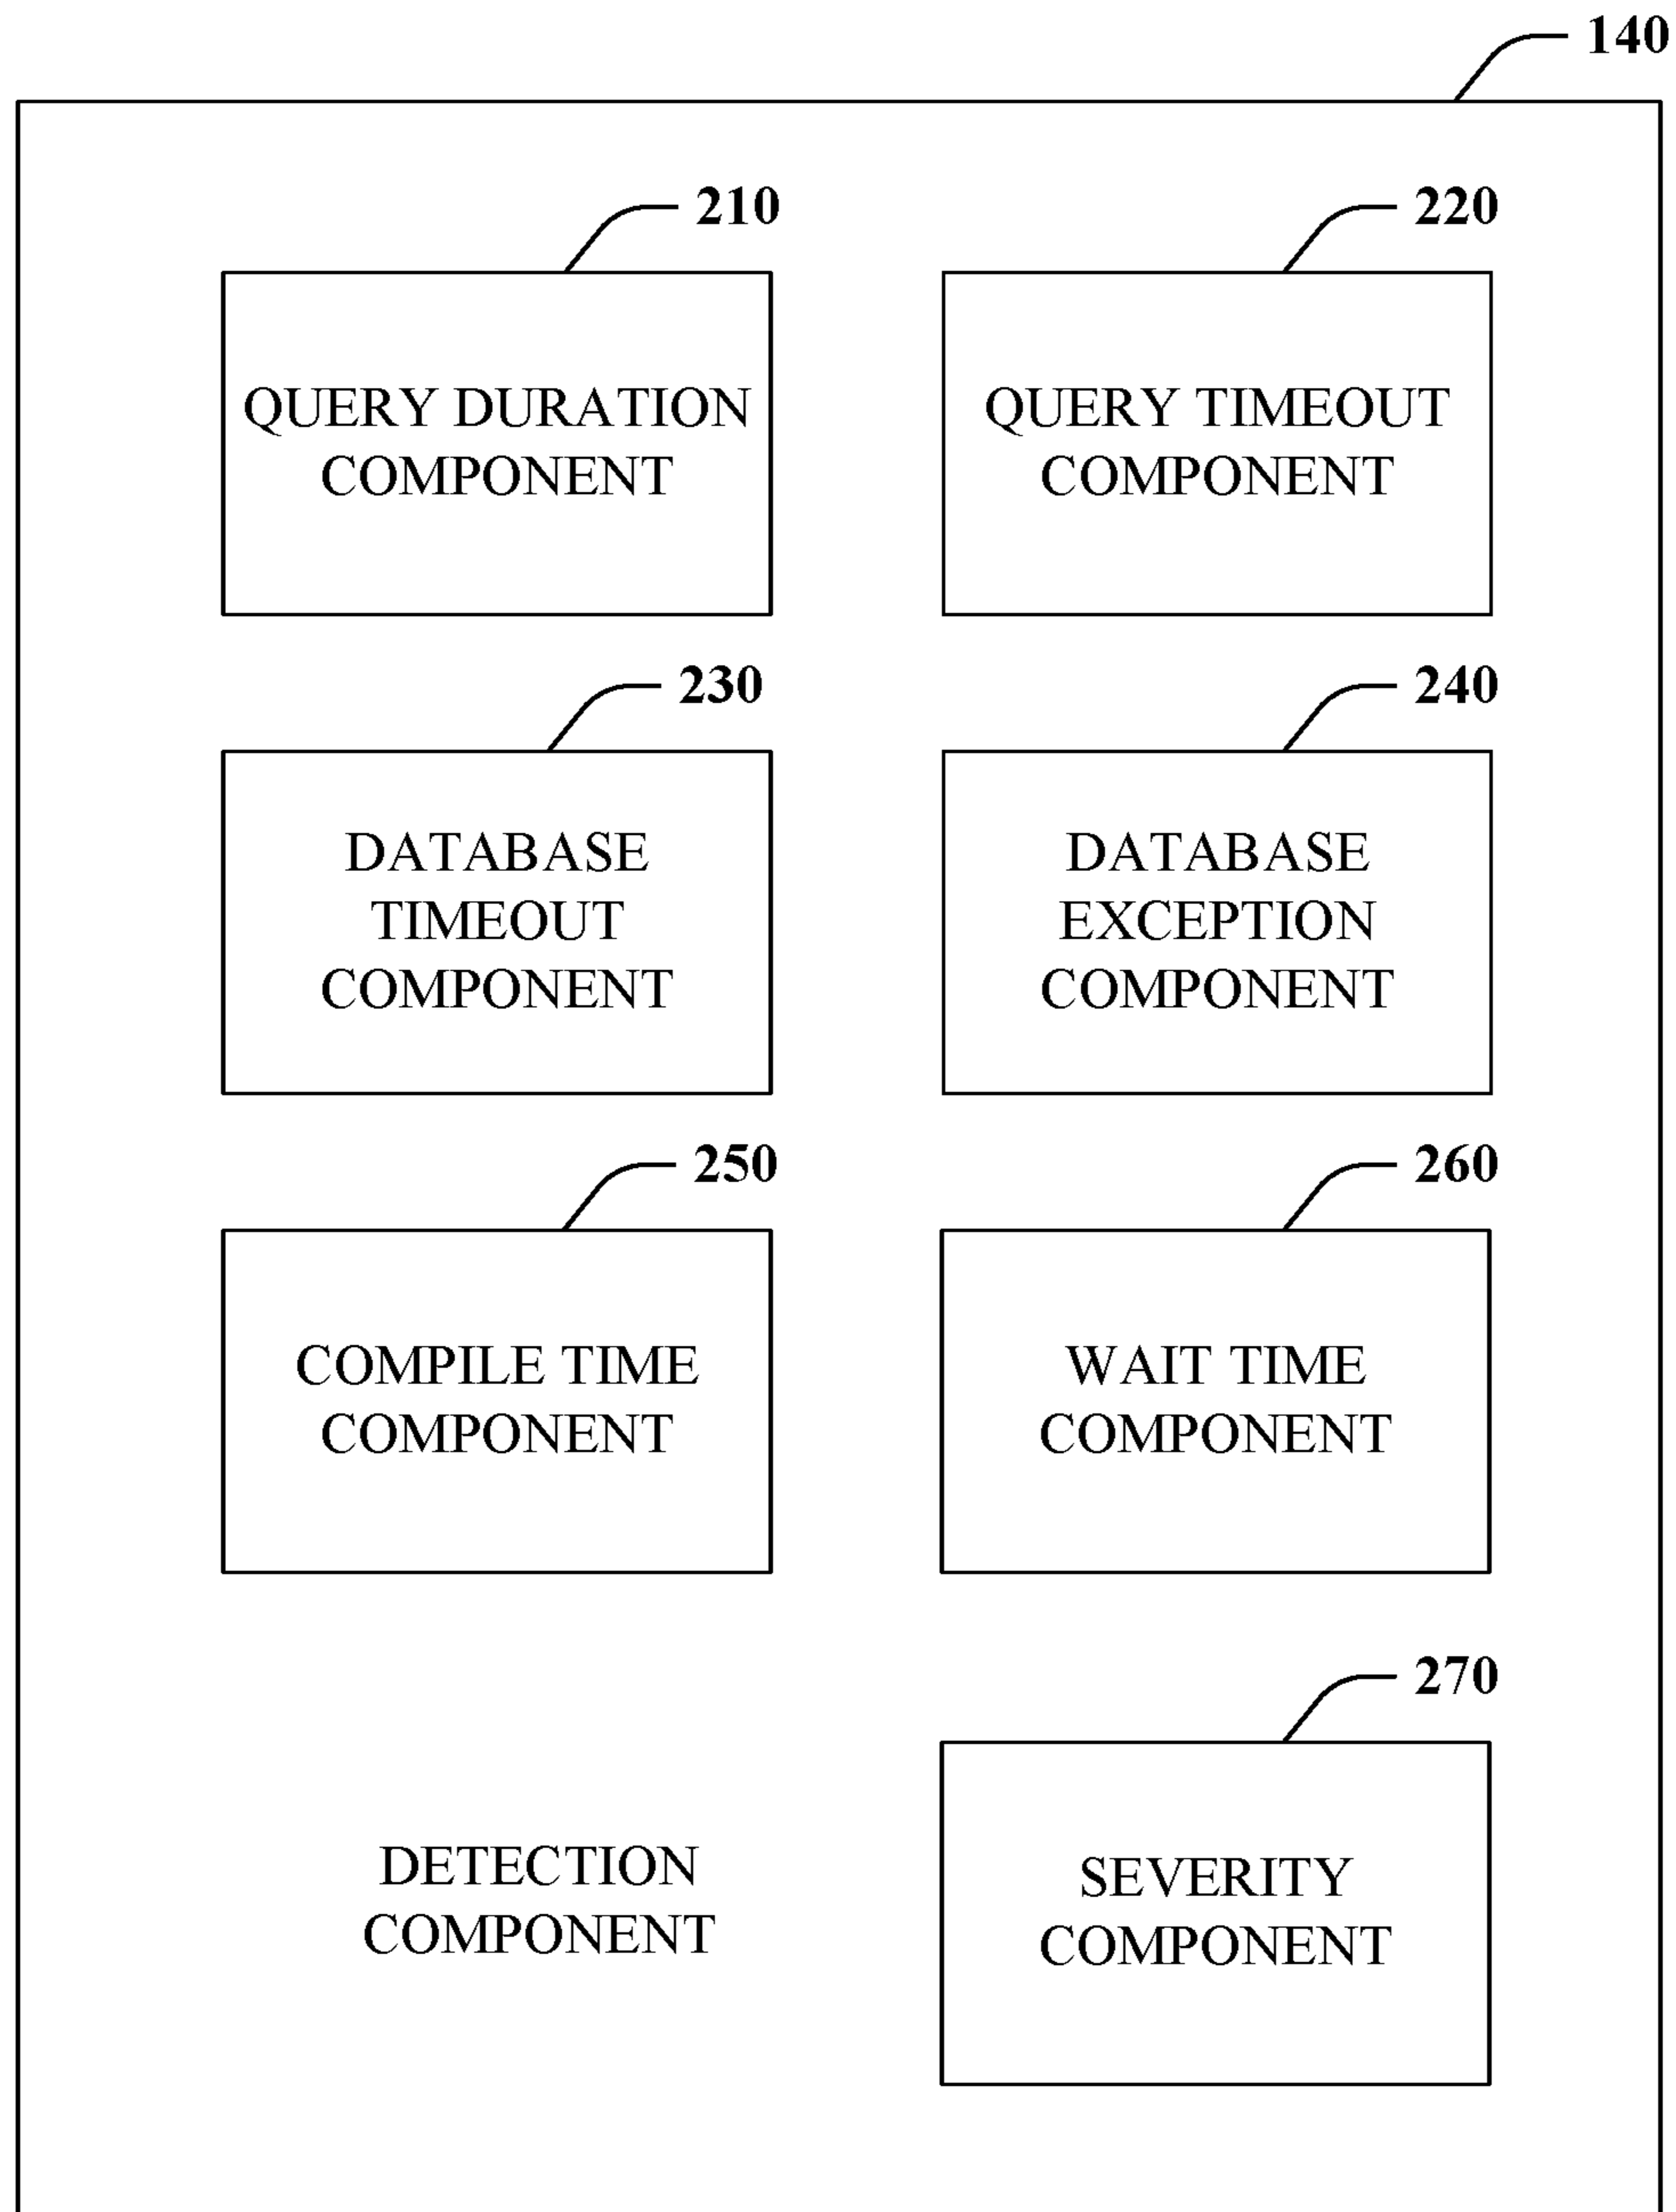 140
210
220
QUERY DURATION
COMPONENT
QUERY TIMEOUT
COMPONENT
230
240
DATABASE
TIMEOUT
COMPONENT
DATABASE
EXCEPTION
COMPONENT
250
260
COMPILE TIME
COMPONENT
WAIT TIME
COMPONENT
270
DETECTION
COMPONENT
SEVERITY
COMPONENT